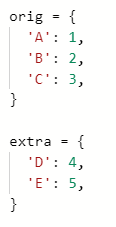 orig = {
    'A': 1,
    'B': 2,
    'C': 3,
}

extra = {
    'D': 4,
    'E': 5,
}